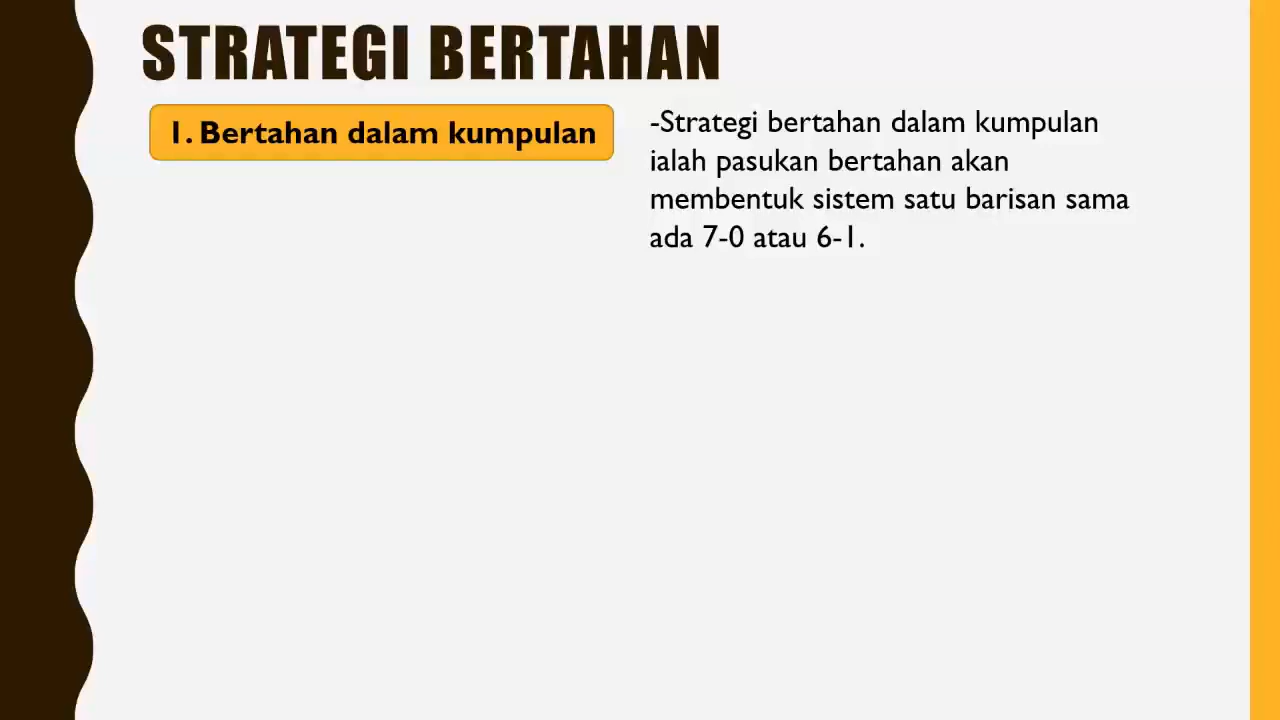 STRATEGI BERTAHAN
1. Bertahan dalam kumpulan
-Strategi bertahan dalam kumpulan
ialah pasukan bertahan akan
membentuk sistem satu barisan sama
ada 7-0 atau 6-1.